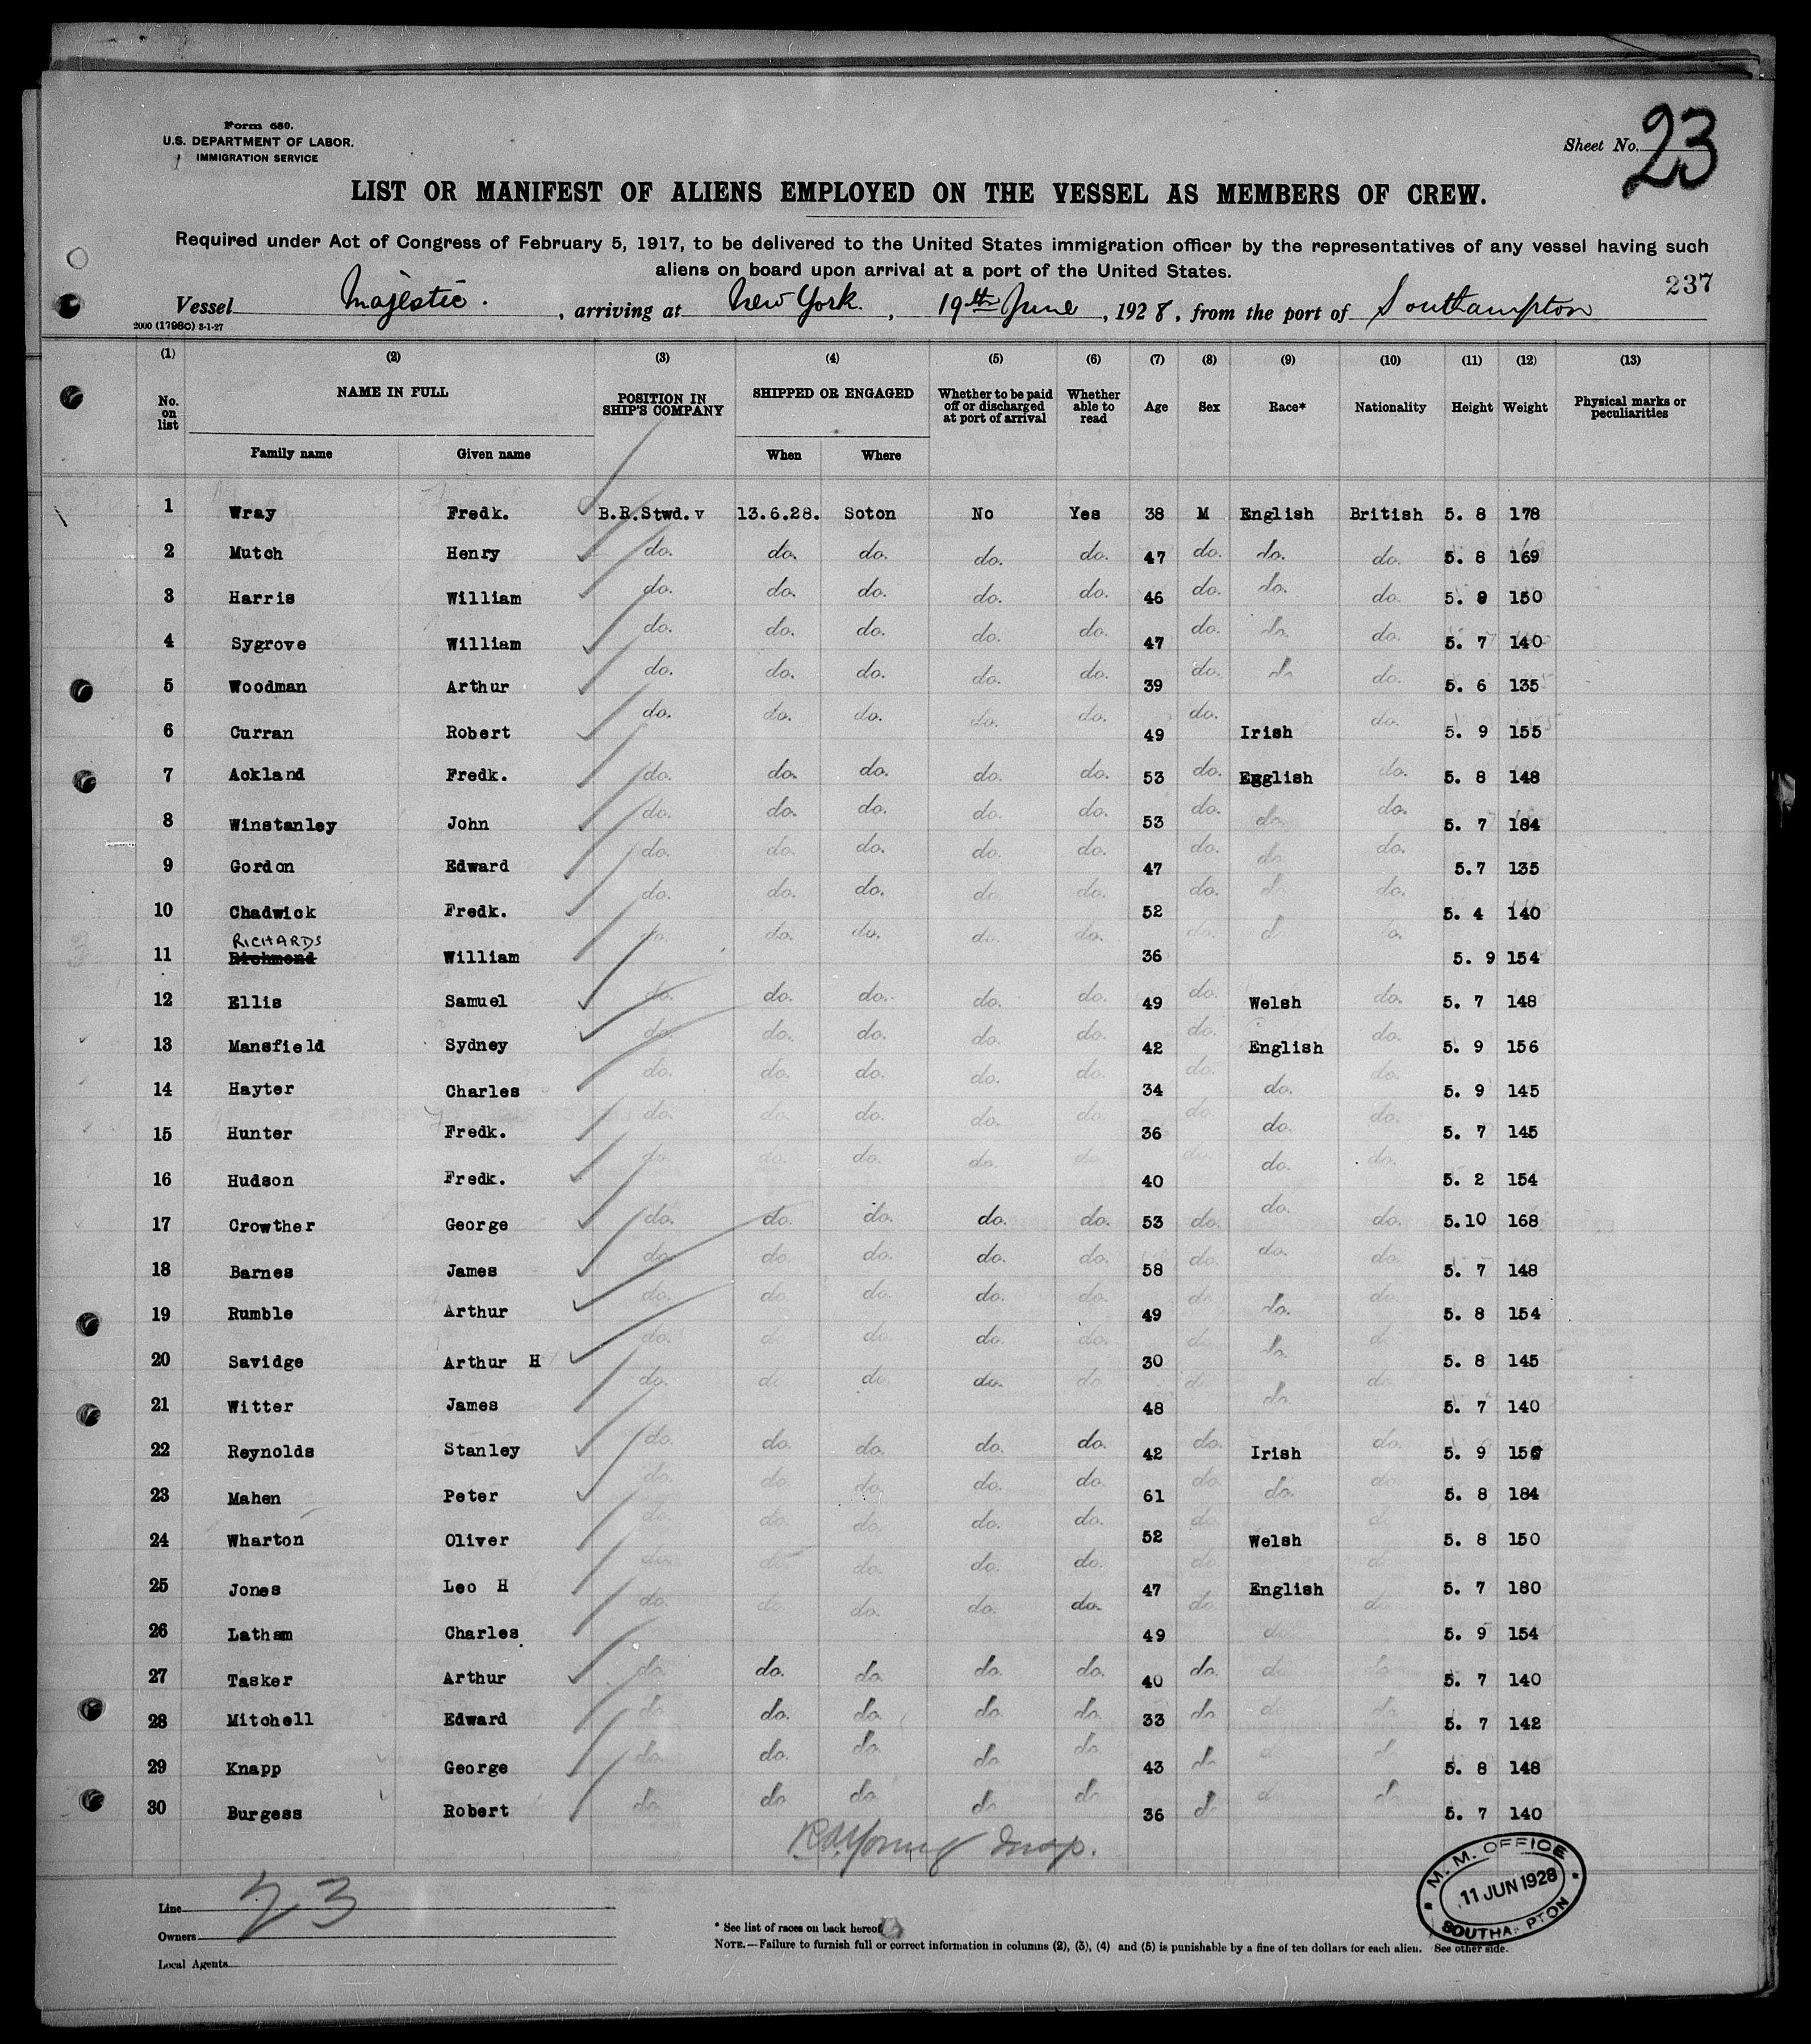 Form 680.
U.S. DEPARTMENT OF LABOR.
IMMIGRATION SERVICE
Sheet No. 23
LIST OR MANIFEST OF ALIENS EMPLOYED ON THE VESSEL AS MEMBERS OF CREW.
Required under Act of Congress of February 5, 1917, to be delivered to the United States immigration officer by the representatives of any vessel having such
aliens on board upon arrival at a port of the United States.
237
Vessel Majestic. , arriving at New York. , 19th June , 1928, from the port of Southampton
2000 (1798c) 3-1-27
(1) (2) (3) (4) (5) (6) (7) (8) (9) (10) (11) (12) (13)
No. on list NAME IN FULL POSITION IN SHIP'S COMPANY SHIPPED OR ENGAGED Whether to be paid off or discharged at port of arrival Whether able to read Age Sex Race* Nationality Height Weight Physical marks or peculiarities
Family name Given name When Where
1 Wray Fredk. B.R.Stwd. v 13.6.28. Soton No Yes 38 M English British 5. 8 178
2 Mutch Henry do. do. do. do. do. 47 do. do. do. 5. 8 169
3 Harris William do. do. do. do. do. 46 do. do. do. 5. 150
4 Sygrove William do. do. do. do. do. 47 do. do. do. 5. 7 140
5 Woodman Arthur do. do. do. do. do. 39 do. do. do. 5. 6 135
6 Curran Robert do. do. do. do. do. 49 do. Irish do. 5. 9 155
7 Ackland Fredk. do. do. do. do. do. 53 do. English do. 5. 8 148
8 Winstanley John do. do. do. do. do. 53 do. do. do. 5. 7 184
9 Gordon Edward do. do. do. do. do. 47 do. do. do. 5.7 135
10 Chadwick Fredk. do. do. do. do. do. 52 do. do. do. 5. 4 140
RICHARDS
11 Richmond William do. do. do. do. do. 36 do. do. do. 5. 9 154
12 Ellis Samuel do. do. do. do. do. 49 do. Welsh do. 5. 7 148
13 Mansfield Sydney do. do. do. do. do. 42 do. English do. 5. 9 156
14 Hayter Charles do. do. do. do. do. 34 do. do. do. 5. 9 145
15 Hunter Fredk. do. do. do. do. do. 36 do. do. do. 5. 7 145
16 Hudson Fredk. do. do. do. do. do. 40 do. do. do. 5. 2 154
17 Crowther George do. do. do. do. do. 53 do. do. do. 5.10 168
18 Barnes James do. do. do. do. do. 58 do. do. do. 5. 7 148
19 Rumble Arthur do. do. do. do. do. 49 do. do. do. 5. 8 154
20 Savidge Arthur H do. do. do. do. do. 30 do. do. do. 5. 8 145
21 Witter James do. do. do. do. do. 48 do. do. do. 5. 7 140
22 Reynolds Stanley do. do. do. do. do. 42 do. Irish do. 5. 9
23 Mahen Peter do. do. do. do. do. 61 do. do. do. 5. 8 184
24 Wharton Oliver do. do. do. do. do. 52 do. Welsh do. 5. 8 150
25 Jones Leo H do. do. do. do. do. 47 do. English do. 5. 7 180
26 Latham Charles do. do. do. do. do. 49 do. do. do. 5. 9 154
27 Tasker Arthur do. do. do. do. do. 40 do. do. do. 5. 7 140
28 Mitchell Edward do. do. do. do. do. 33 do. do. do. 5. 7 142
29 Knapp George do. do. do. do. do. 43 do. do. do. 5. 8 148
30 Burgess Robert do. do. do. do. do. 36 do. do. do. 5. 7 140
Young Insp.
M. M. OFFICE
11 JUN 1928
Line
23
Owners
Local Agents
* See list of races on back hereof
NOTE.—Failure to furnish full or correct information in columns (2), (3), (4) and (5) is punishable by a fine of ten dollars for each alien. See other side.